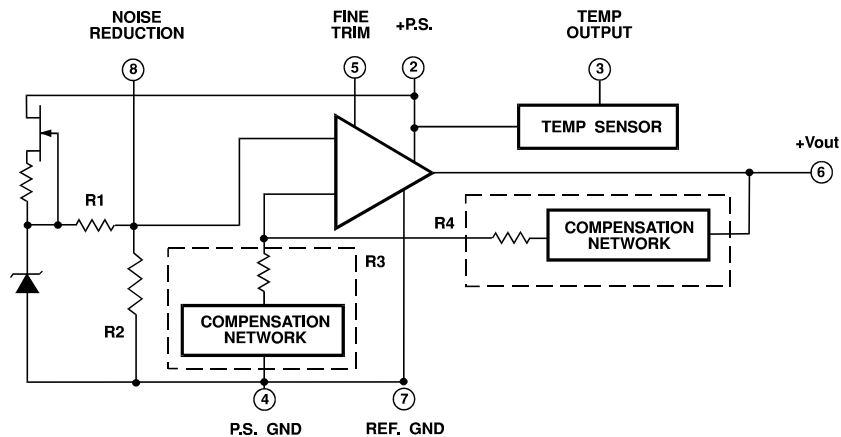 NOISE
REDUCTION
FINE
TRIM
+P.S.
TEMP
OUTPUT
8
5
2
3
TEMP SENSOR
+Vout
6
R1
R4
COMPENSATION
NETWORK
R3
R2
COMPENSATION
NETWORK
4
7
P.S. GND
REF. GND